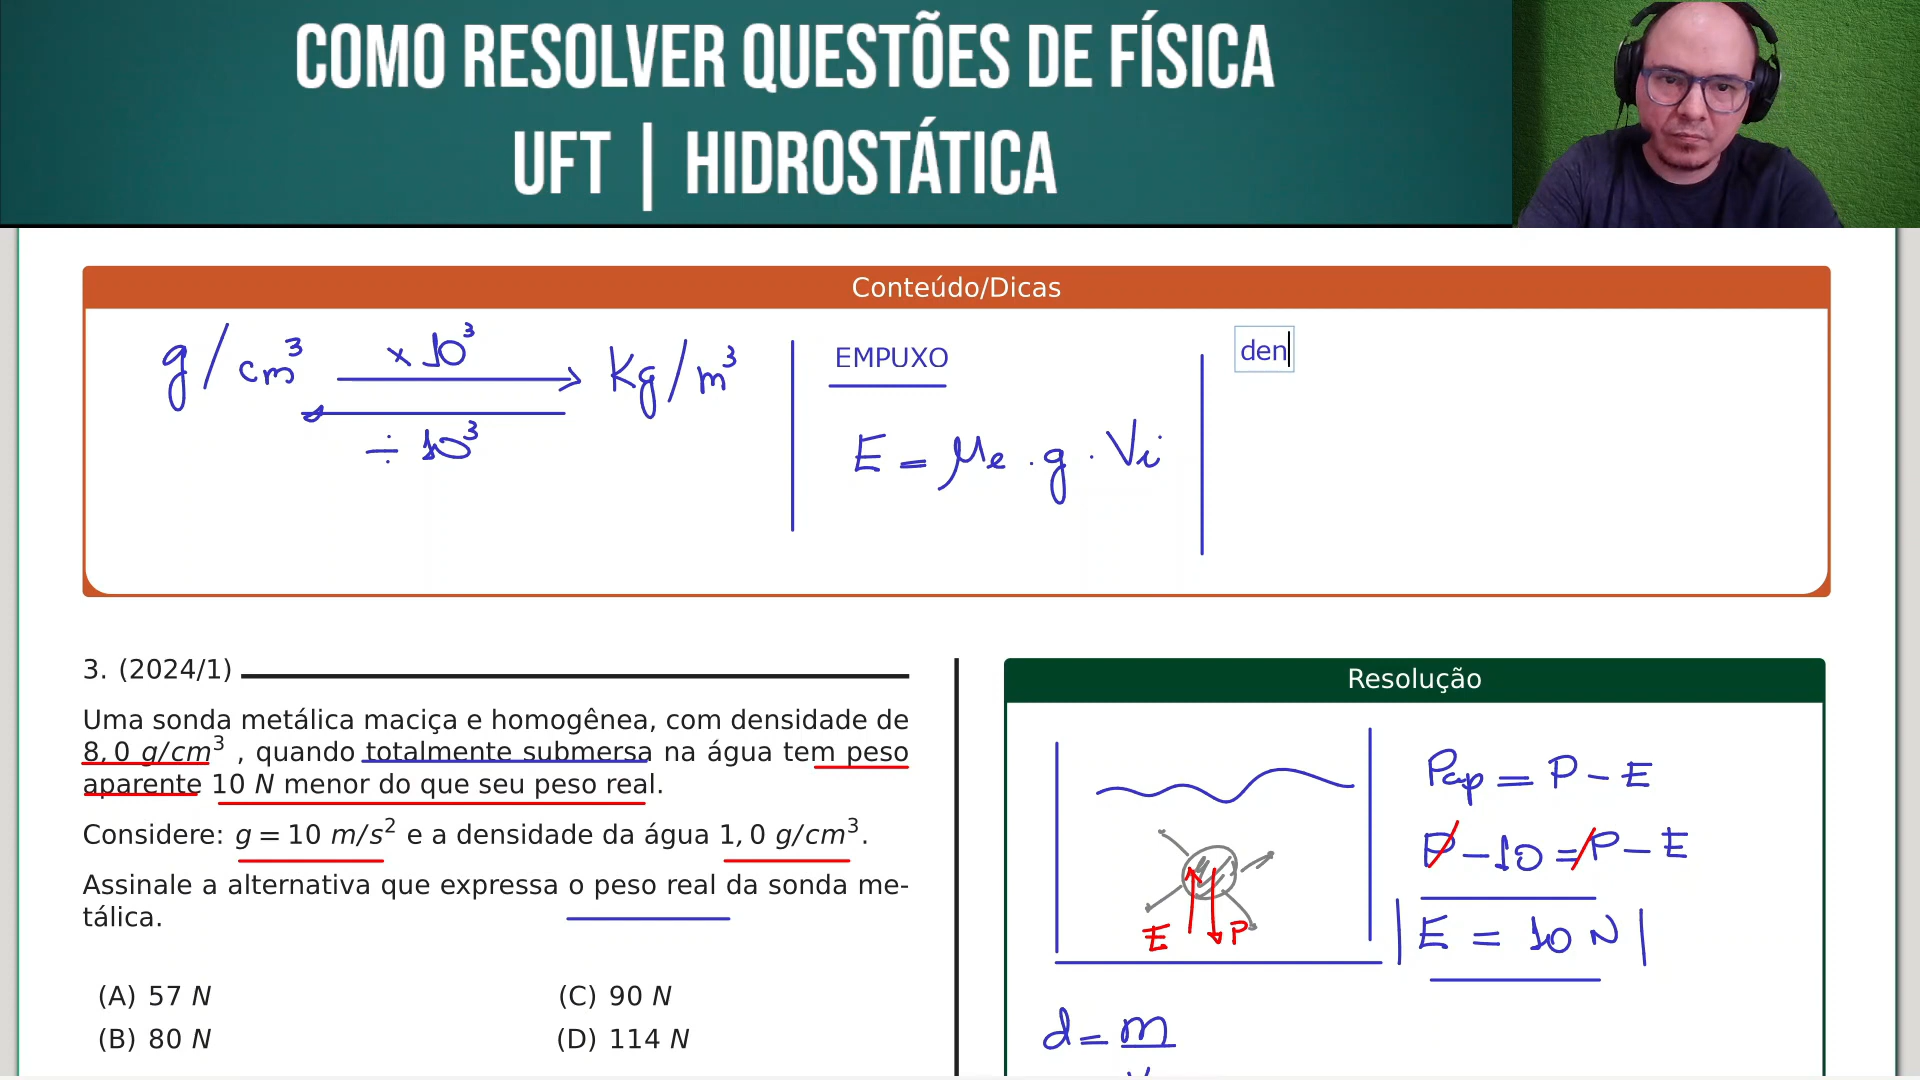 COMO RESOLVER QUESTÕES DE FÍSICA
UFT | HIDROSTÁTICA
Conteúdo/Dicas
g/cm³ ×10³ Kg/m³
÷10³
EMPUXO
E = μe . g . Vi
den
3. (2024/1)
Uma sonda metálica maciça e homogênea, com densidade de
8,0 g/cm³ , quando totalmente submersa na água tem peso
aparente 10 N menor do que seu peso real.
Considere: g = 10 m/s² e a densidade da água 1,0 g/cm³.
Assinale a alternativa que expressa o peso real da sonda me-
tálica.
(A) 57 N
(B) 80 N
(C) 90 N
(D) 114 N
Resolução
E P
Pap = P – E
P – 10 = P – E
E = 10 N
d = m
V